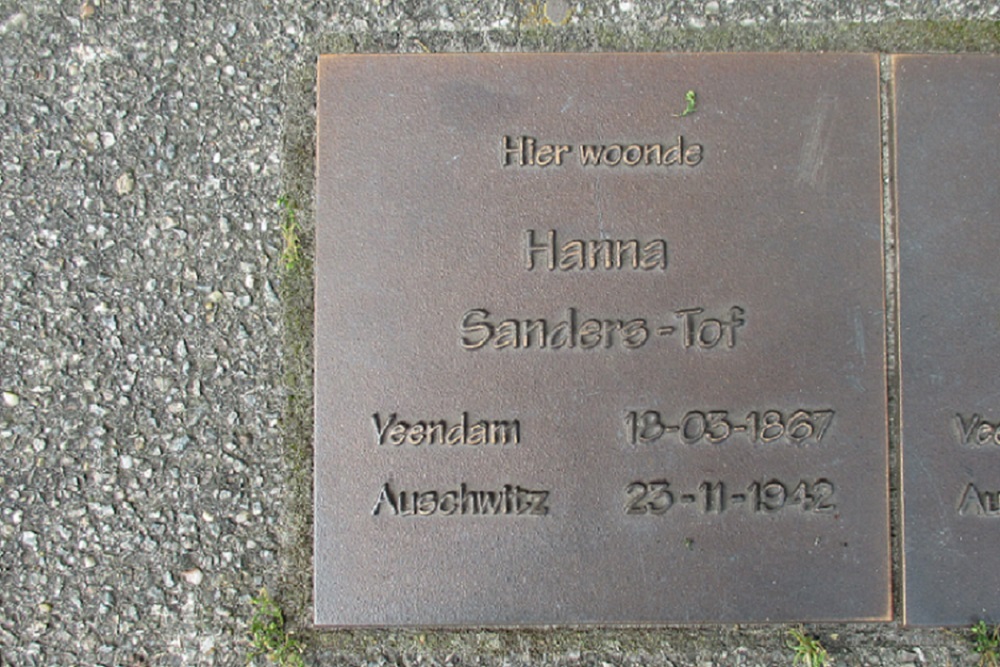 Hier woonde
Hanna
Sanders-Tof
Veendam 18-03-1867
Auschwitz 23-11-1942